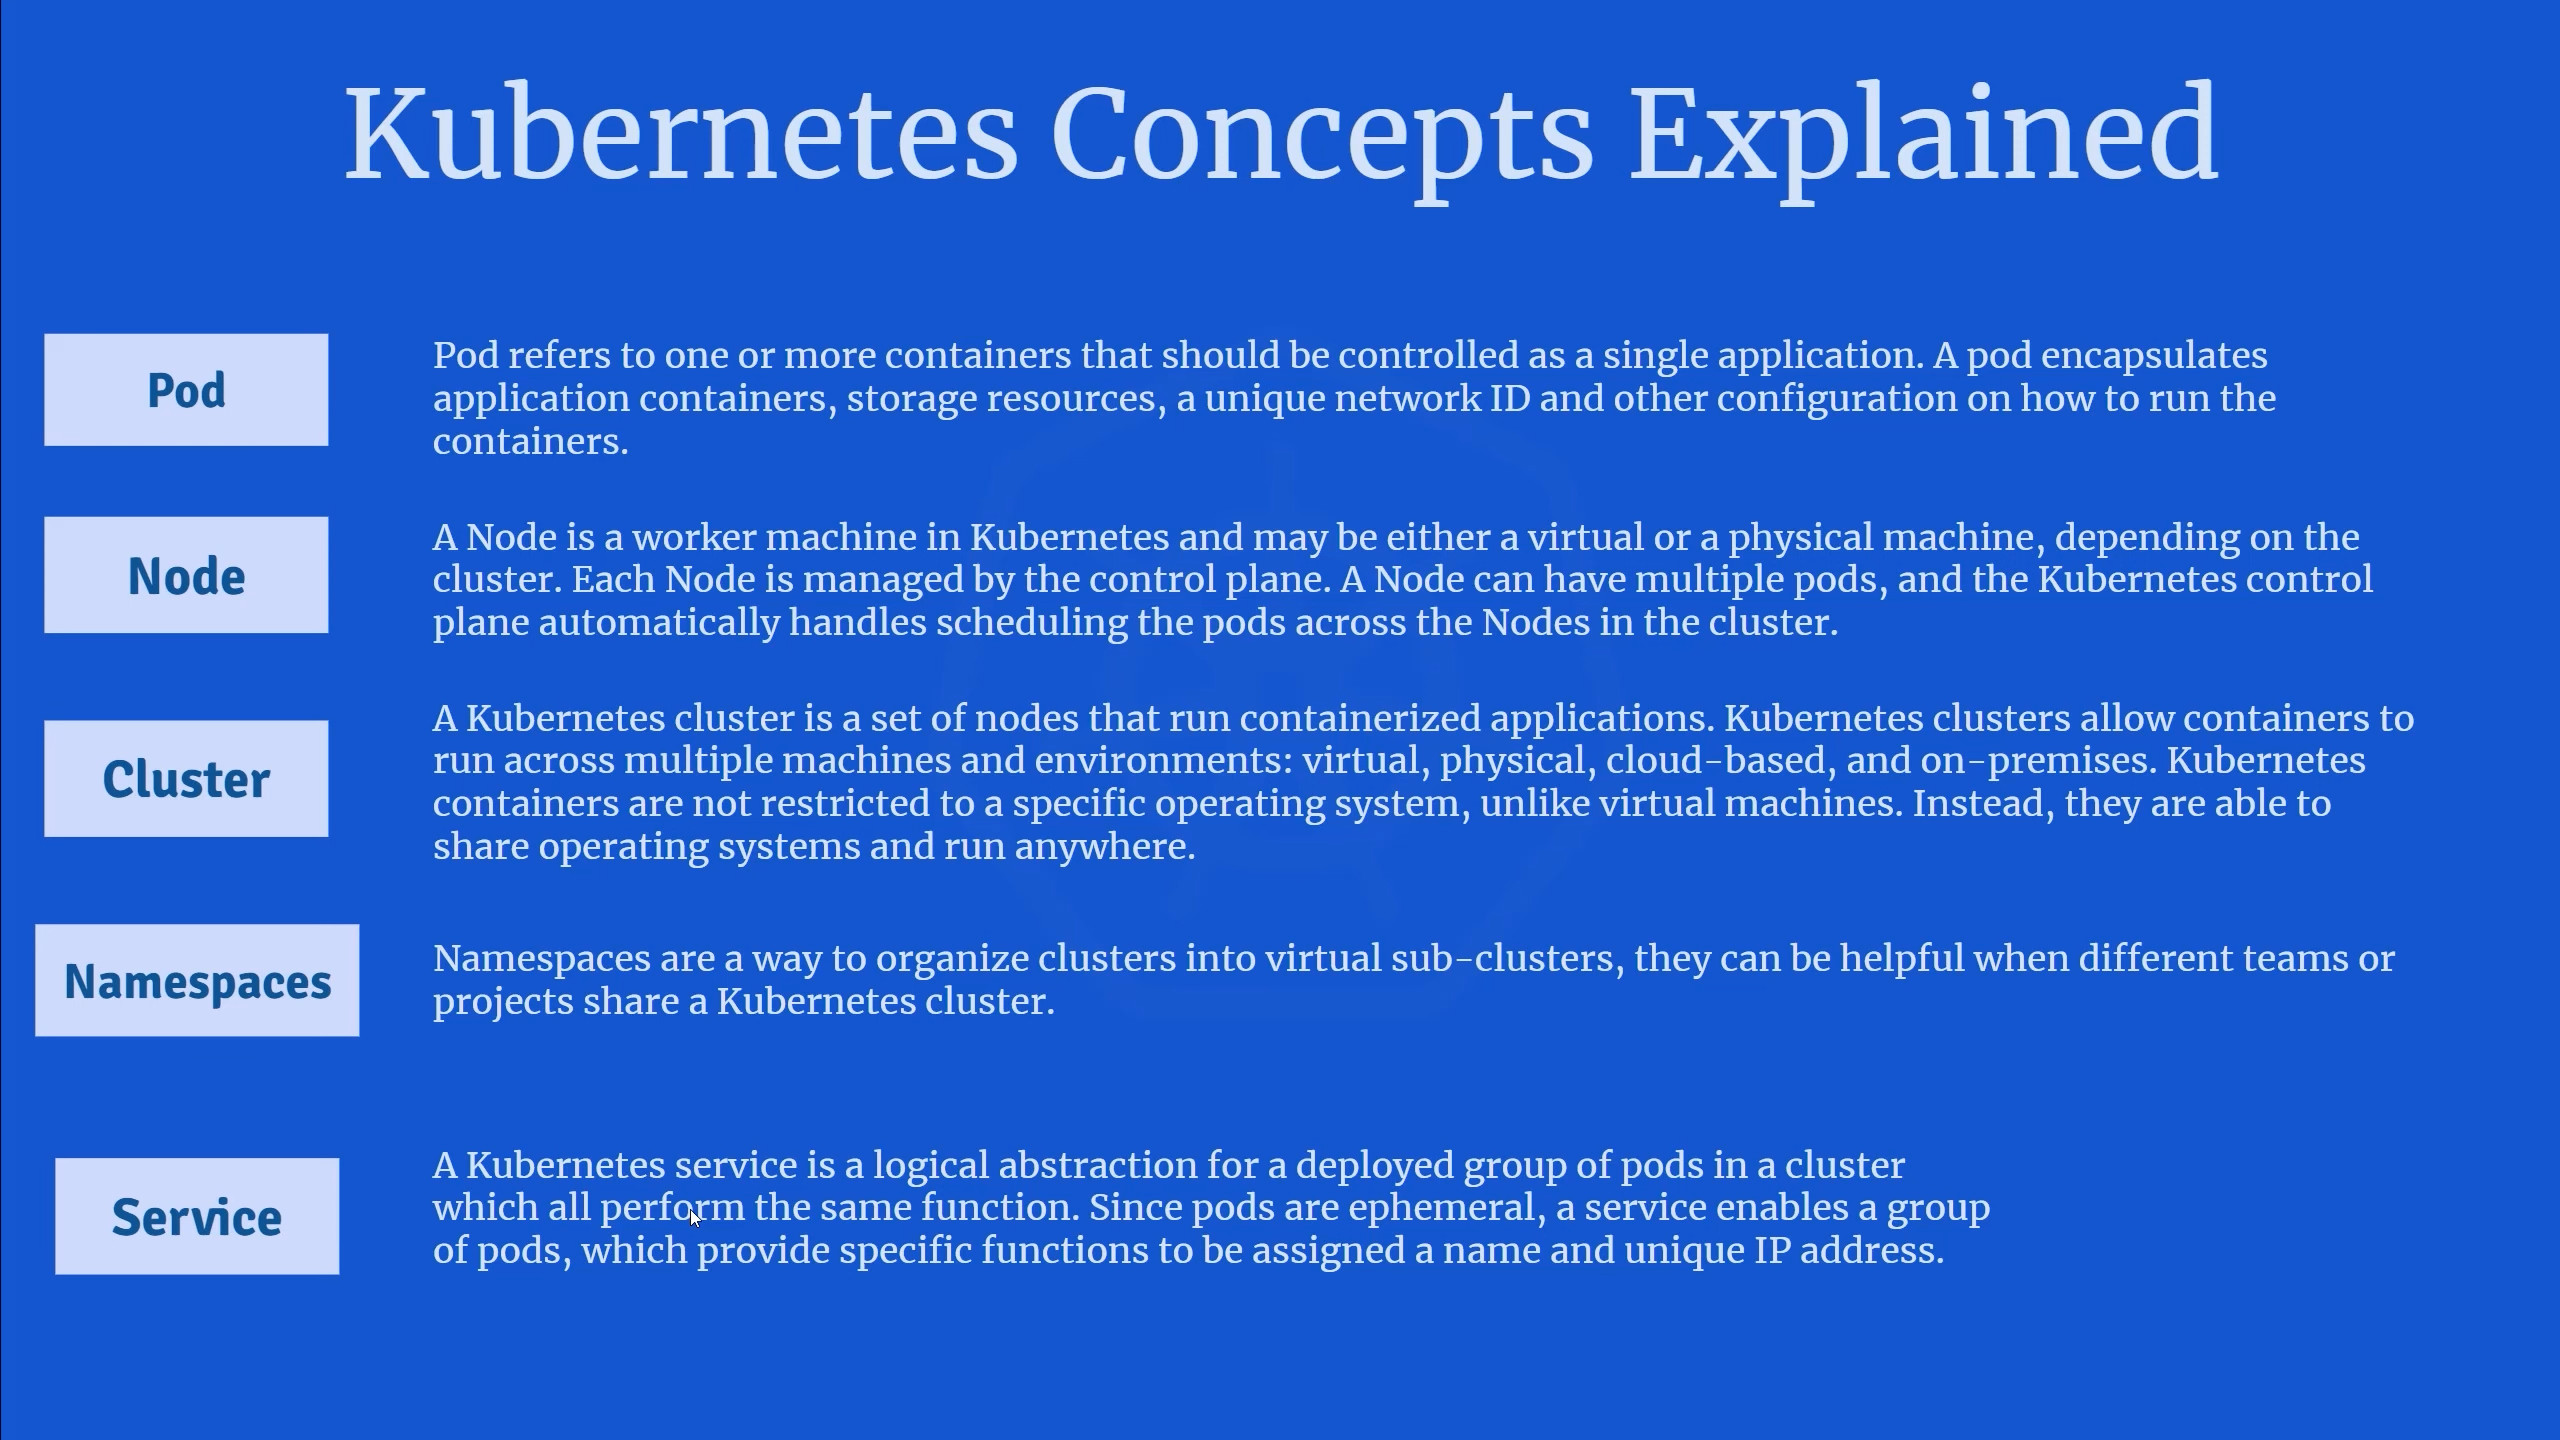 Kubernetes Concepts Explained
Pod
Pod refers to one or more containers that should be controlled as a single application. A pod encapsulates
application containers, storage resources, a unique network ID and other configuration on how to run the
containers.
Node
A Node is a worker machine in Kubernetes and may be either a virtual or a physical machine, depending on the
cluster. Each Node is managed by the control plane. A Node can have multiple pods, and the Kubernetes control
plane automatically handles scheduling the pods across the Nodes in the cluster.
Cluster
A Kubernetes cluster is a set of nodes that run containerized applications. Kubernetes clusters allow containers to
run across multiple machines and environments: virtual, physical, cloud-based, and on-premises. Kubernetes
containers are not restricted to a specific operating system, unlike virtual machines. Instead, they are able to
share operating systems and run anywhere.
Namespaces
Namespaces are a way to organize clusters into virtual sub-clusters, they can be helpful when different teams or
projects share a Kubernetes cluster.
Service
A Kubernetes service is a logical abstraction for a deployed group of pods in a cluster
which all perform the same function. Since pods are ephemeral, a service enables a group
of pods, which provide specific functions to be assigned a name and unique IP address.